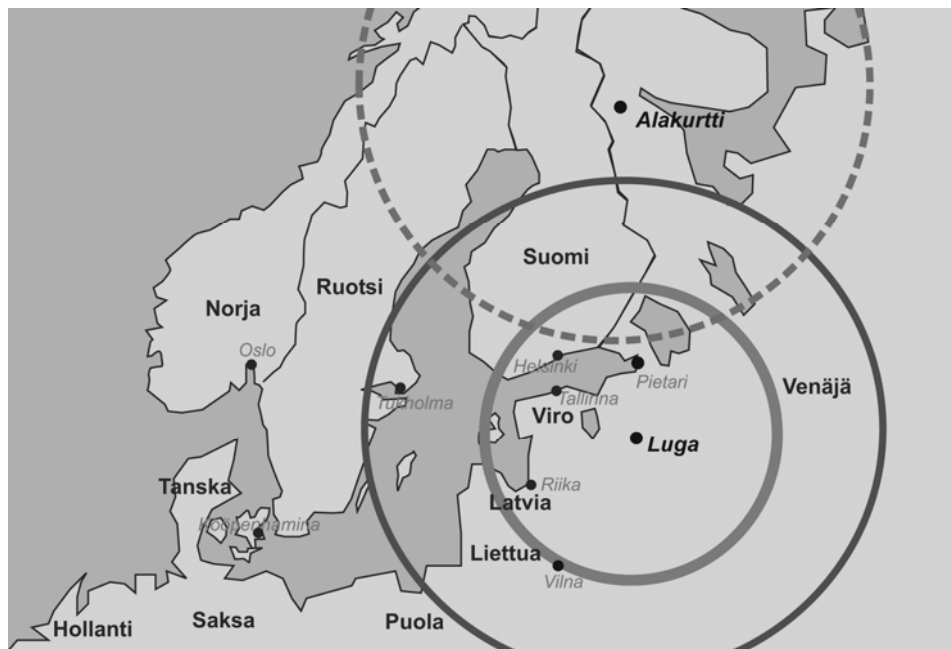 Alakurtti
Suomi
Ruotsi
Norja
Oslo
Helsinki
Pietari
Venäjä
Tukholma
Tallinna
Viro
Luga
Tanska
Riika
Latvia
Kööpenhamina
Liettua
Vilna
Saksa
Puola
Hollanti